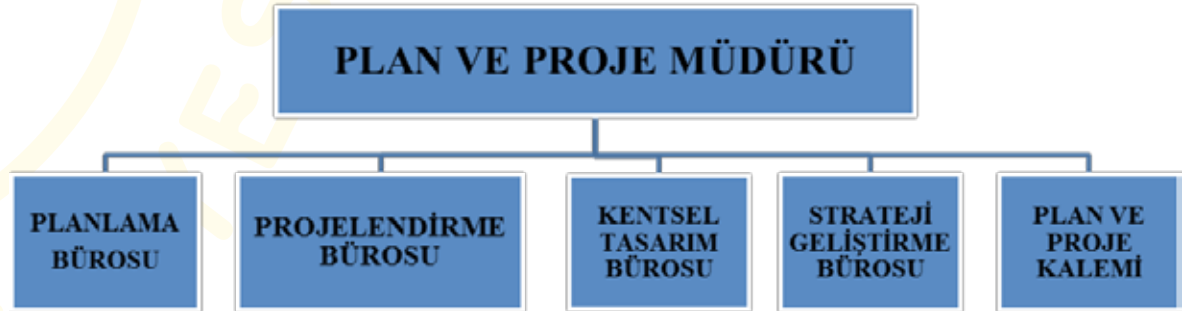 PLAN VE PROJE MÜDÜRÜ
PLANLAMA
BÜROSU
PROJELENDİRME
BÜROSU
KENTSEL
TASARIM
BÜROSU
STRATEJİ
GELİŞTİRME
BÜROSU
PLAN VE
PROJE
KALEMİ